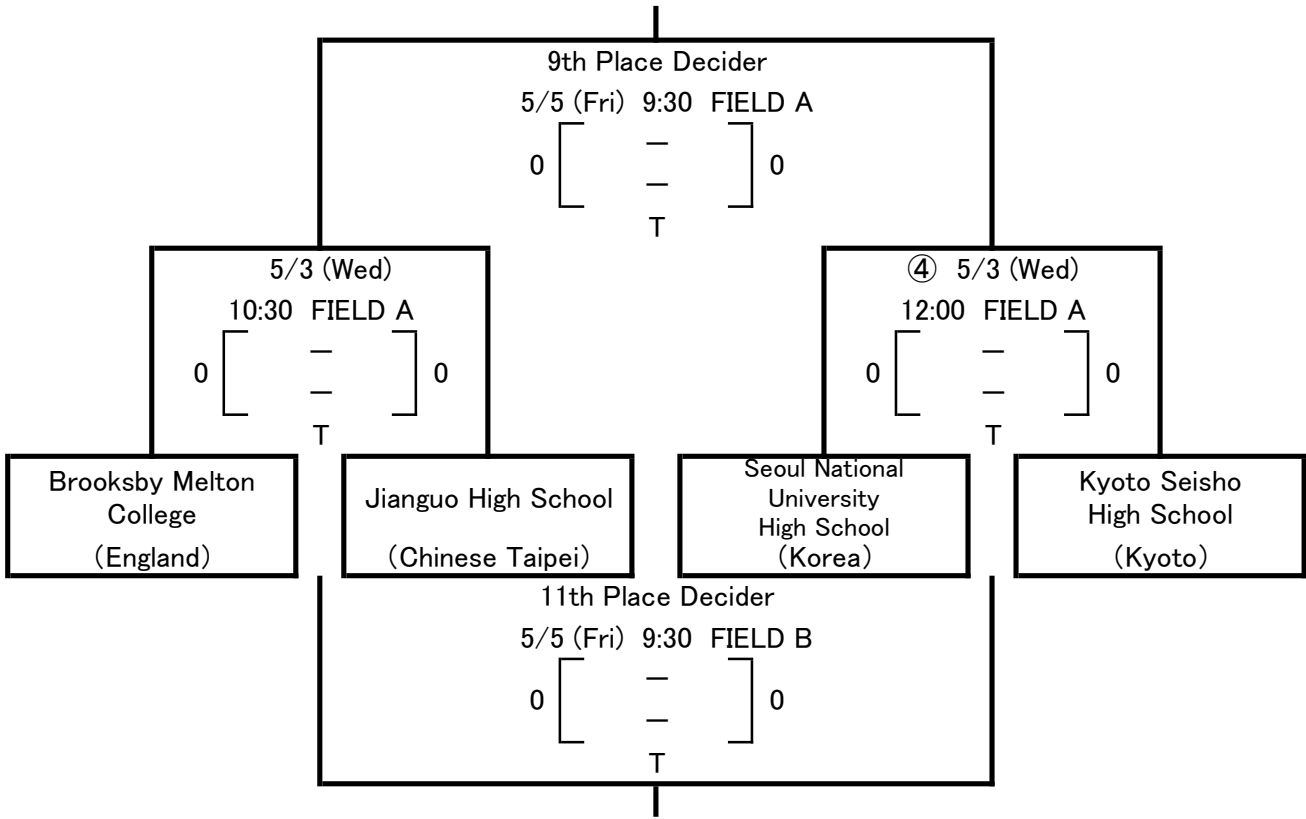 9th Place Decider
5/5 (Fri) 9:30 FIELD A
—
0 0
—
T
5/3 (Wed)
10:30 FIELD A
—
0 0
—
T
④ 5/3 (Wed)
12:00 FIELD A
—
0 0
—
T
Brooksby Melton
College
(England)
Jianguo High School
(Chinese Taipei)
Seoul National
University
High School
(Korea)
Kyoto Seisho
High School
(Kyoto)
11th Place Decider
5/5 (Fri) 9:30 FIELD B
—
0 0
—
T